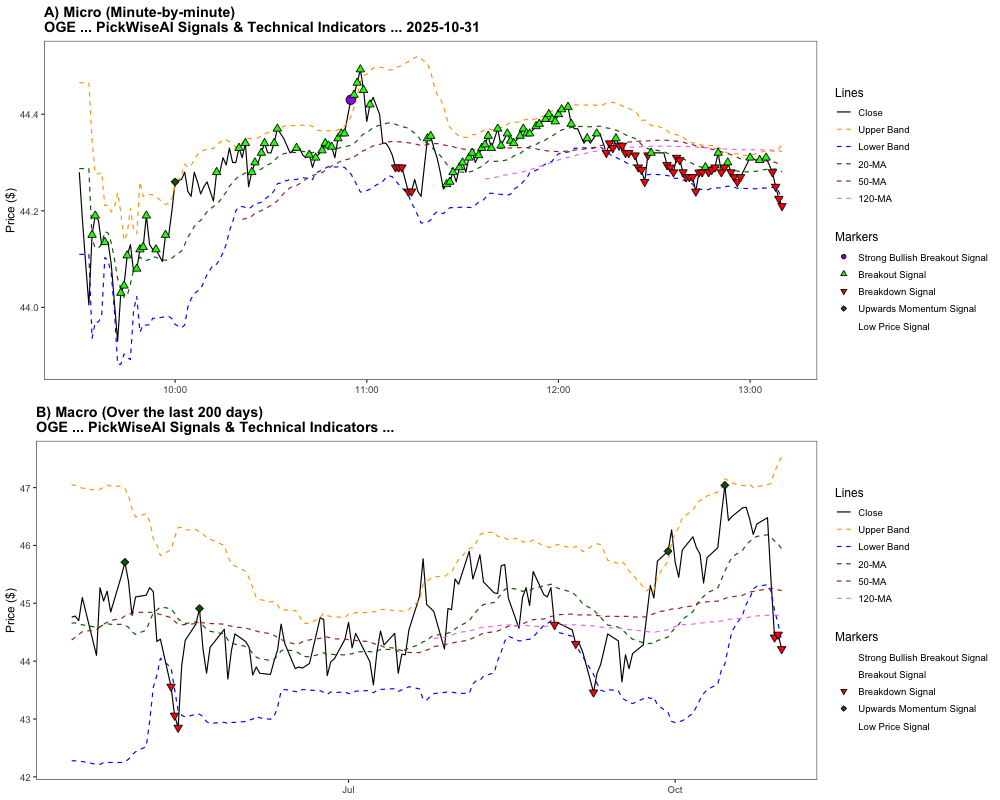 A) Micro (Minute-by-minute)
OGE ... PickWiseAI Signals & Technical Indicators ... 2025-10-31
Price ($)
44.4
44.2
44.0
10:00
11:00
12:00
13:00
Lines
Close
Upper Band
Lower Band
20-MA
50-MA
120-MA
Markers
Strong Bullish Breakout Signal
Breakout Signal
Breakdown Signal
Upwards Momentum Signal
Low Price Signal
B) Macro (Over the last 200 days)
OGE ... PickWiseAI Signals & Technical Indicators ...
Price ($)
47
46
45
44
43
42
Jul
Oct
Lines
Close
Upper Band
Lower Band
20-MA
50-MA
120-MA
Markers
Strong Bullish Breakout Signal
Breakout Signal
Breakdown Signal
Upwards Momentum Signal
Low Price Signal